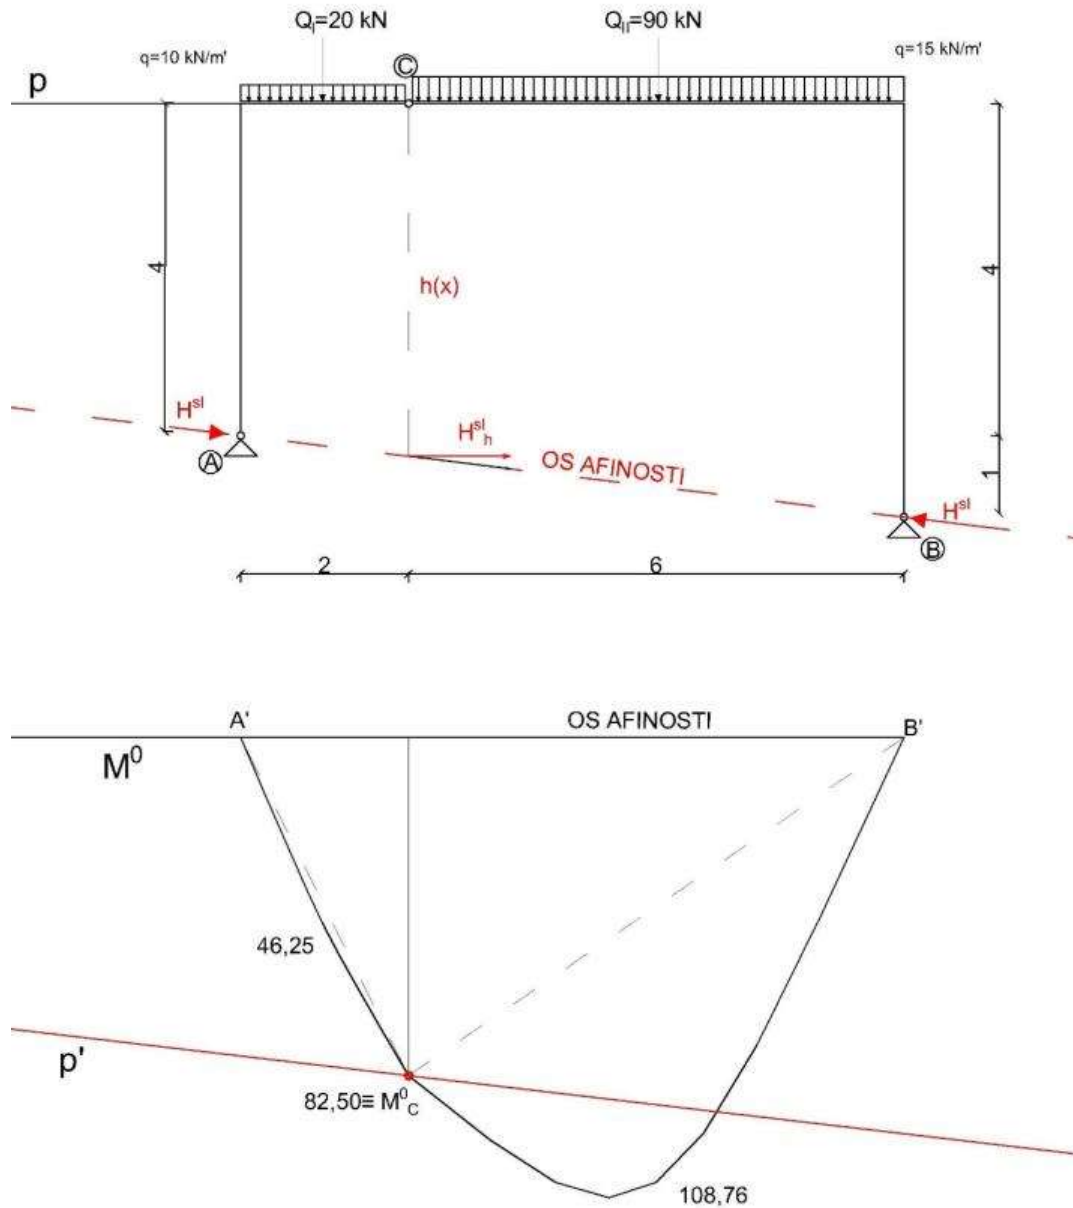 Q_I=20 kN
Q_II=90 kN
q=10 kN/m'
q=15 kN/m'
C
p
4
4
h(x)
H^sl
H^sl_h
OS AFINOSTI
A
1
H^sl
B
2
6
A'
OS AFINOSTI
B'
M^0
46,25
p'
82,50≡ M^0_C
108,76